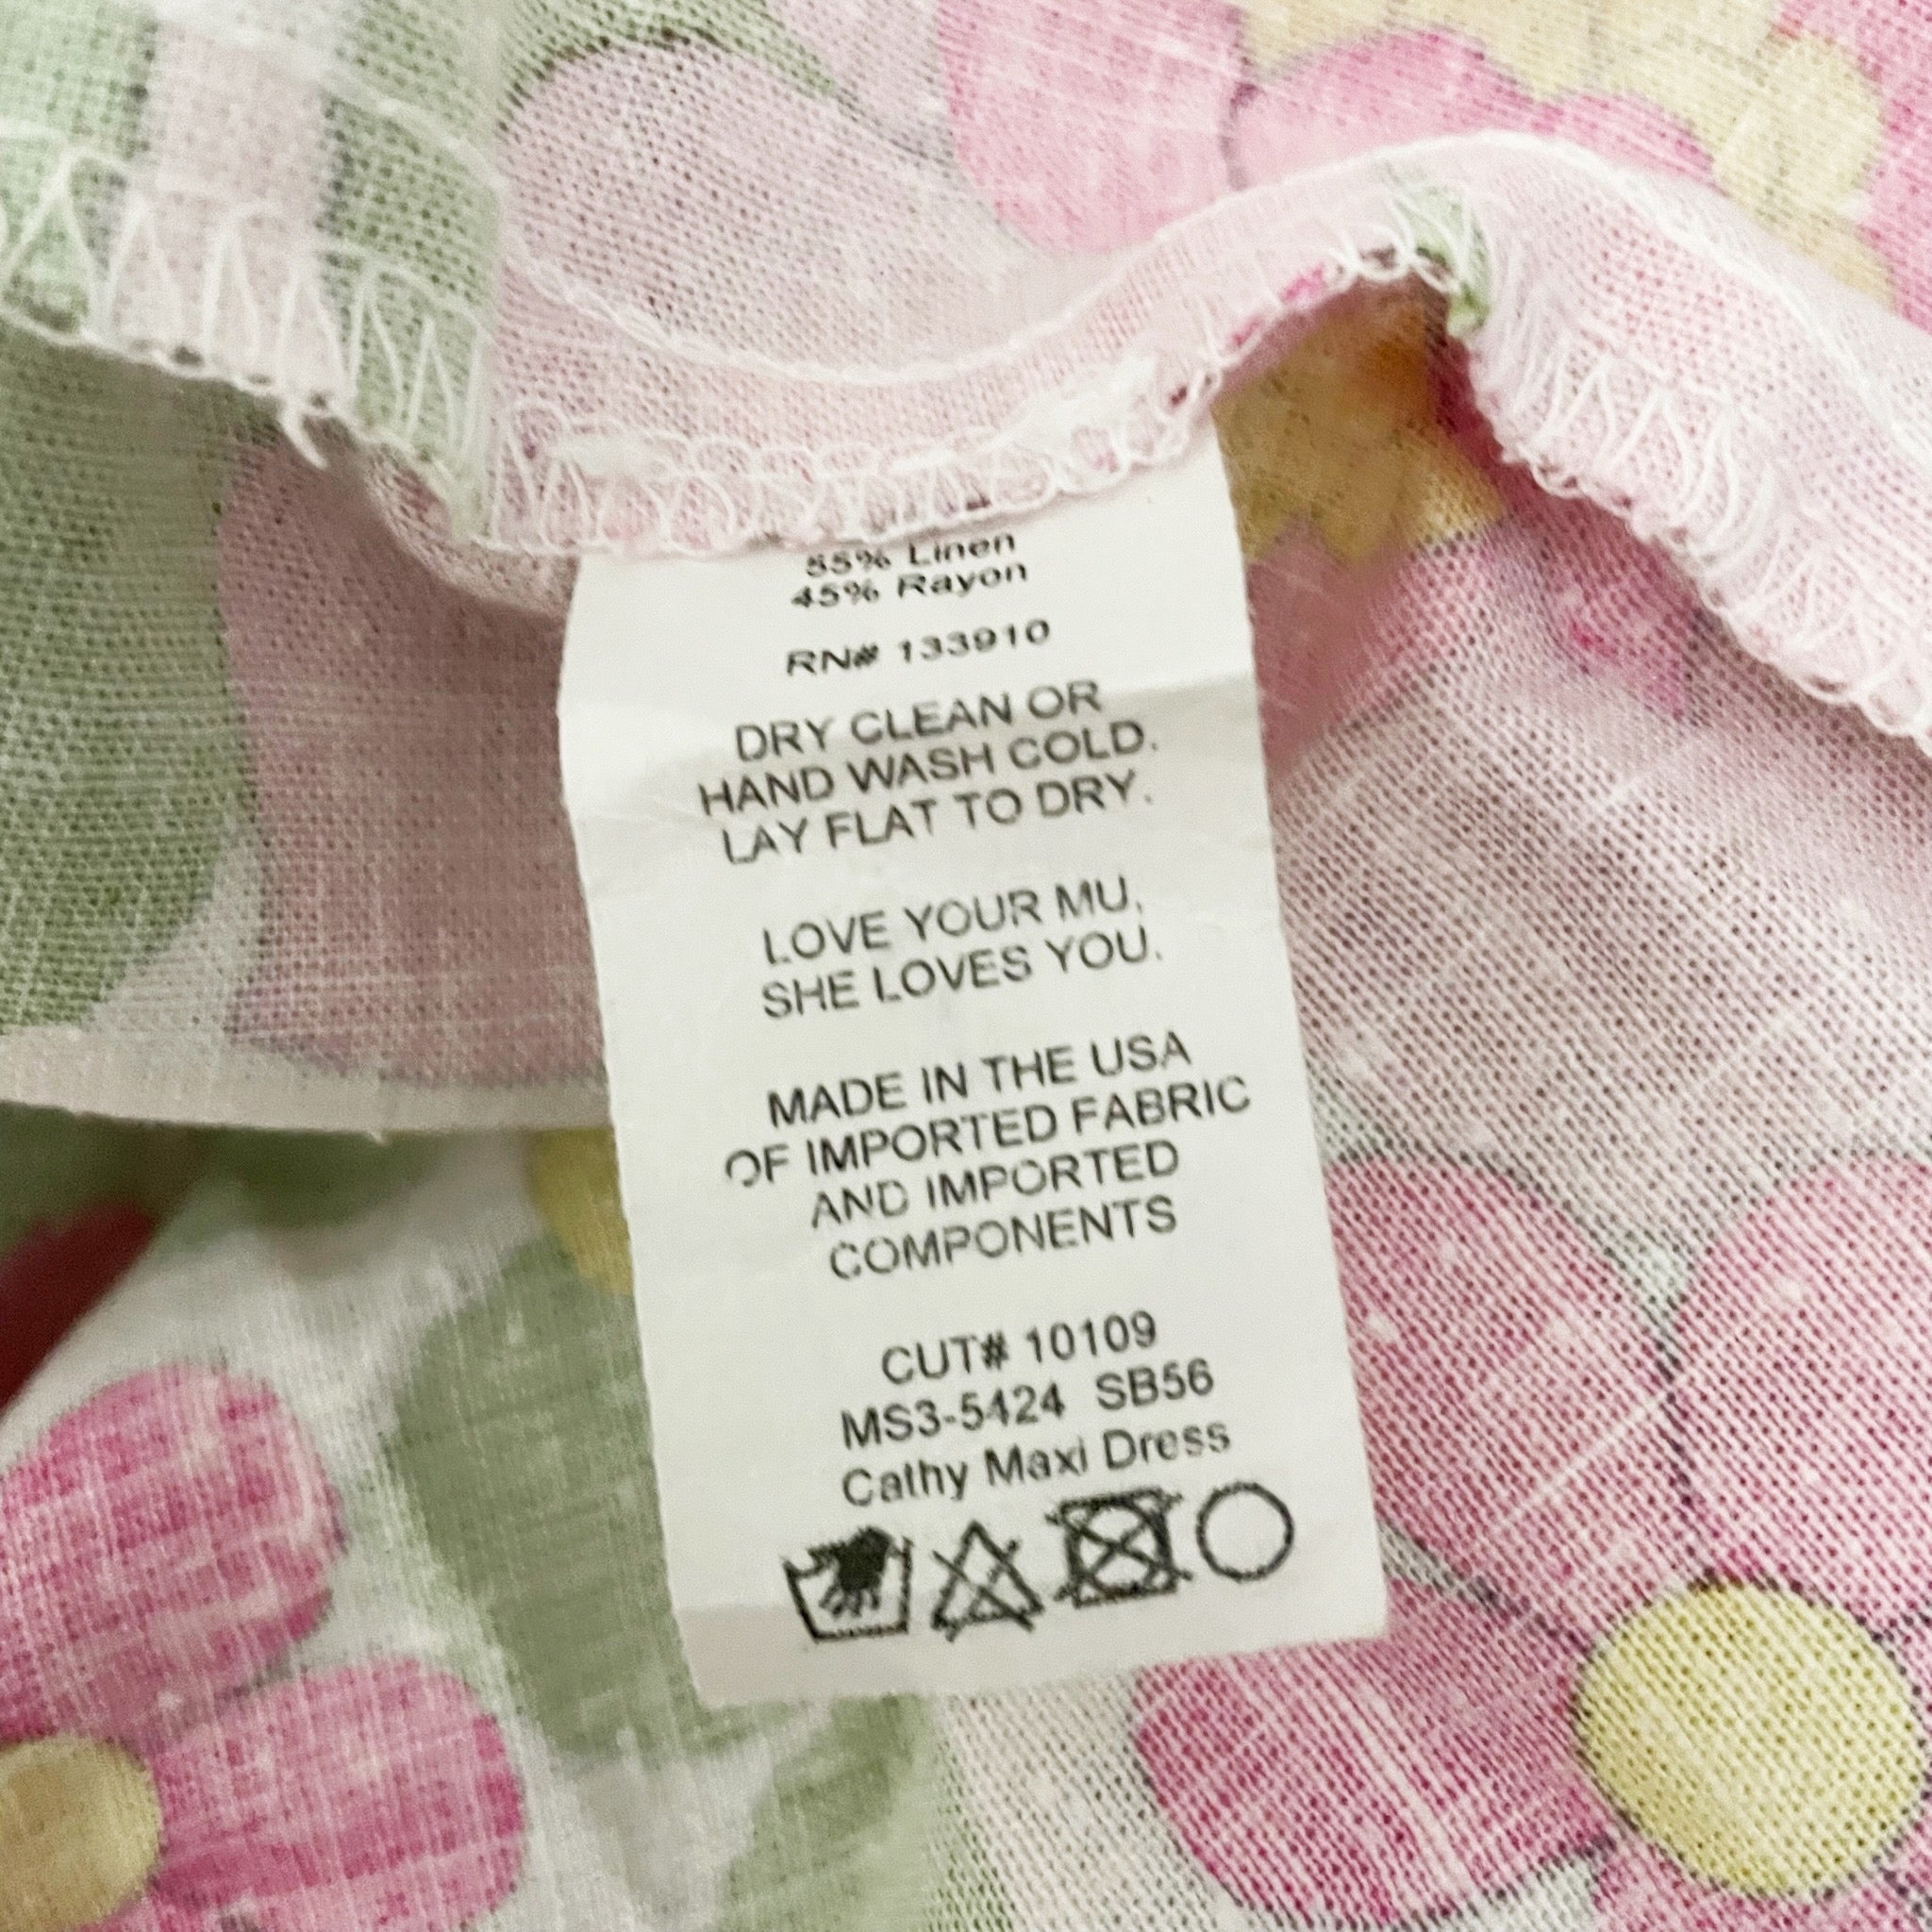 55% Linen
45% Rayon
RN# 133910
DRY CLEAN OR
HAND WASH COLD.
LAY FLAT TO DRY.
LOVE YOUR MU,
SHE LOVES YOU.
MADE IN THE USA
OF IMPORTED FABRIC
AND IMPORTED
COMPONENTS
CUT# 10109
MS3-5424 SB56
Cathy Maxi Dress